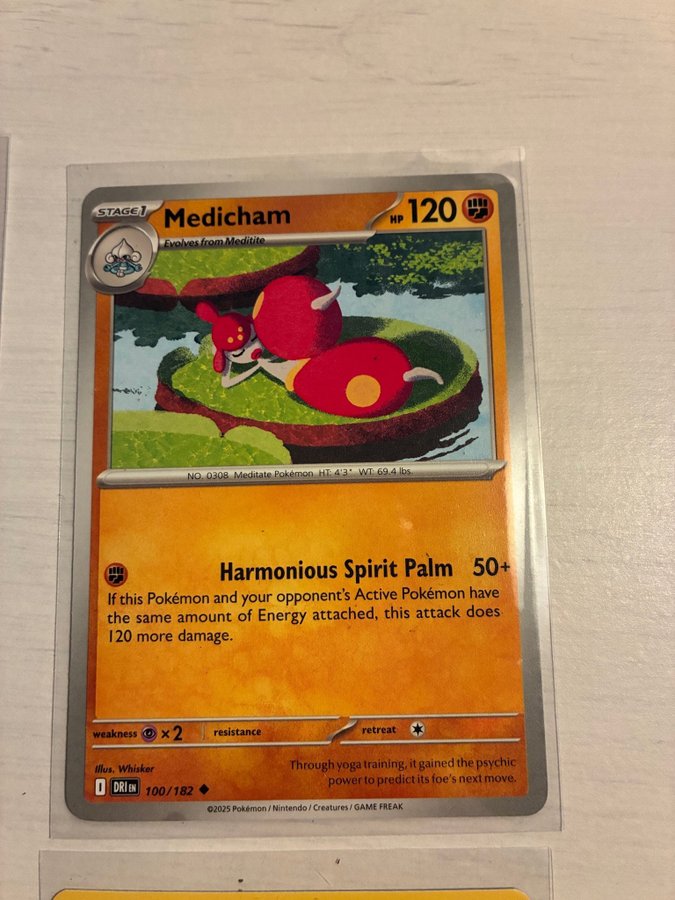 STAGE 1 Medicham HP 120
Evolves from Meditite
NO. 0308 Meditate Pokémon HT: 4'3" WT: 69.4 lbs.
Harmonious Spirit Palm 50+
If this Pokémon and your opponent's Active Pokémon have
the same amount of Energy attached, this attack does
120 more damage.
weakness ×2 resistance retreat
Illus. Whisker
Through yoga training, it gained the psychic
power to predict its foe's next move.
I DRI EN 100/182
©2025 Pokémon / Nintendo / Creatures / GAME FREAK